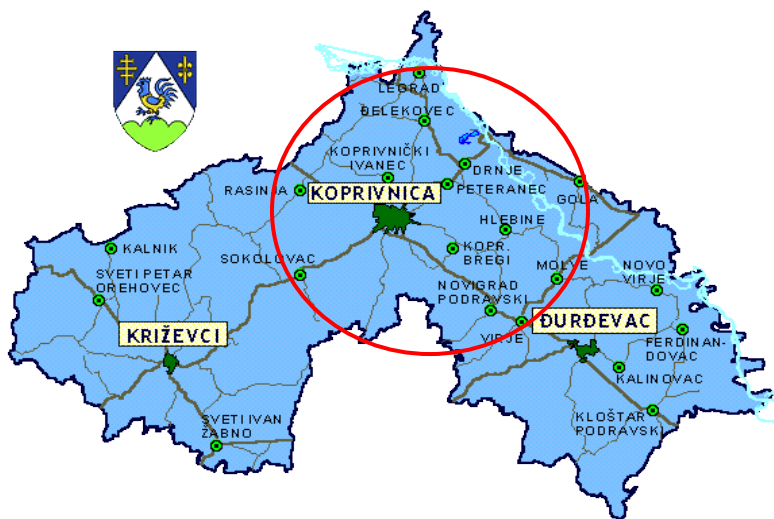 LEGRAD
ĐELEKOVEC
KOPRIVNIČKI
IVANEC
DRNJE
RASINJA
KOPRIVNICA
PETERANEC
GOLA
HLEBINE
KALNIK
KOPR.
BREGI
SOKOLOVAC
MOLVE
NOVO
VIRJE
SVETI PETAR
OREHOVEC
NOVIGRAD
PODRAVSKI
KRIŽEVCI
VIRJE
ĐURĐEVAC
FERDINAN-
DOVAC
KALINOVAC
SVETI IVAN
ŽABNO
KLOŠTAR
PODRAVSKI